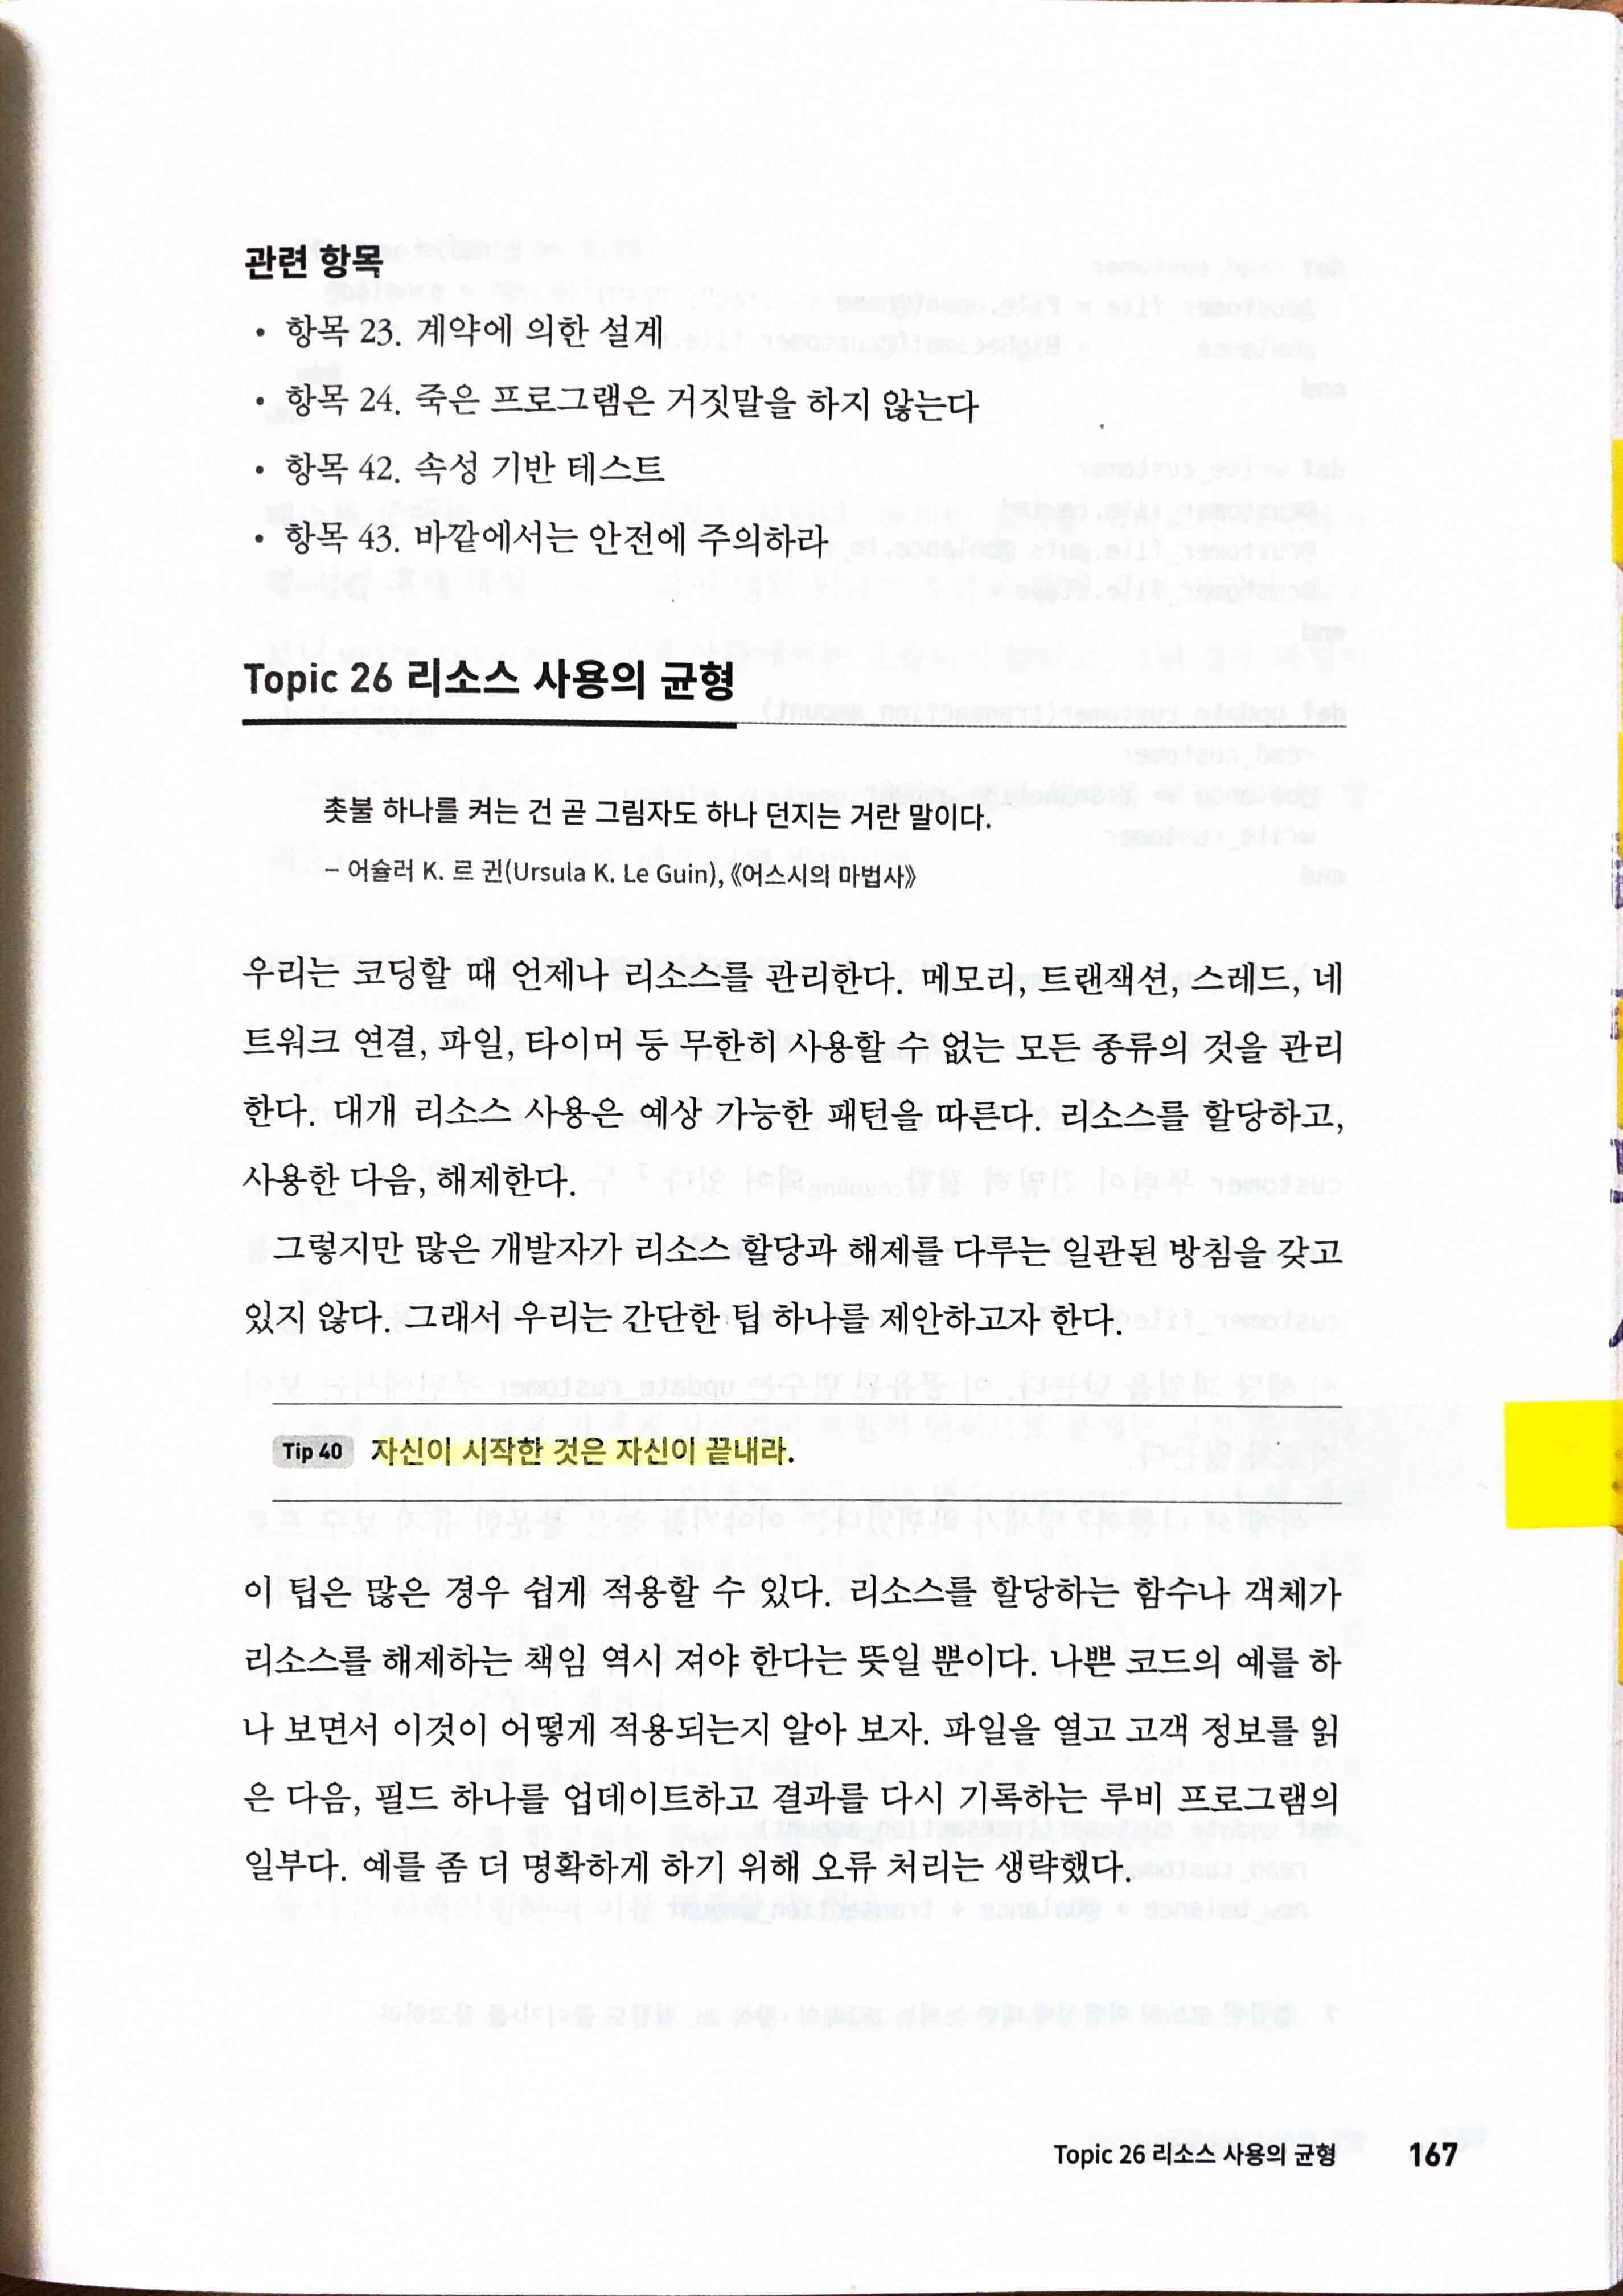 관련 항목
• 항목 23. 계약에 의한 설계
• 항목 24. 죽은 프로그램은 거짓말을 하지 않는다
• 항목 42. 속성 기반 테스트
• 항목 43. 바깥에서는 안전에 주의하라
Topic 26 리소스 사용의 균형
촛불 하나를 켜는 건 곧 그림자도 하나 던지는 거란 말이다.
– 어슐러 K. 르 귄(Ursula K. Le Guin), 《어스시의 마법사》
우리는 코딩할 때 언제나 리소스를 관리한다. 메모리, 트랜잭션, 스레드, 네
트워크 연결, 파일, 타이머 등 무한히 사용할 수 없는 모든 종류의 것을 관리
한다. 대개 리소스 사용은 예상 가능한 패턴을 따른다. 리소스를 할당하고,
사용한 다음, 해제한다.
그렇지만 많은 개발자가 리소스 할당과 해제를 다루는 일관된 방침을 갖고
있지 않다. 그래서 우리는 간단한 팁 하나를 제안하고자 한다.
Tip 40 자신이 시작한 것은 자신이 끝내라.
이 팁은 많은 경우 쉽게 적용할 수 있다. 리소스를 할당하는 함수나 객체가
리소스를 해제하는 책임 역시 져야 한다는 뜻일 뿐이다. 나쁜 코드의 예를 하
나 보면서 이것이 어떻게 적용되는지 알아 보자. 파일을 열고 고객 정보를 읽
은 다음, 필드 하나를 업데이트하고 결과를 다시 기록하는 루비 프로그램의
일부다. 예를 좀 더 명확하게 하기 위해 오류 처리는 생략했다.
Topic 26 리소스 사용의 균형 167